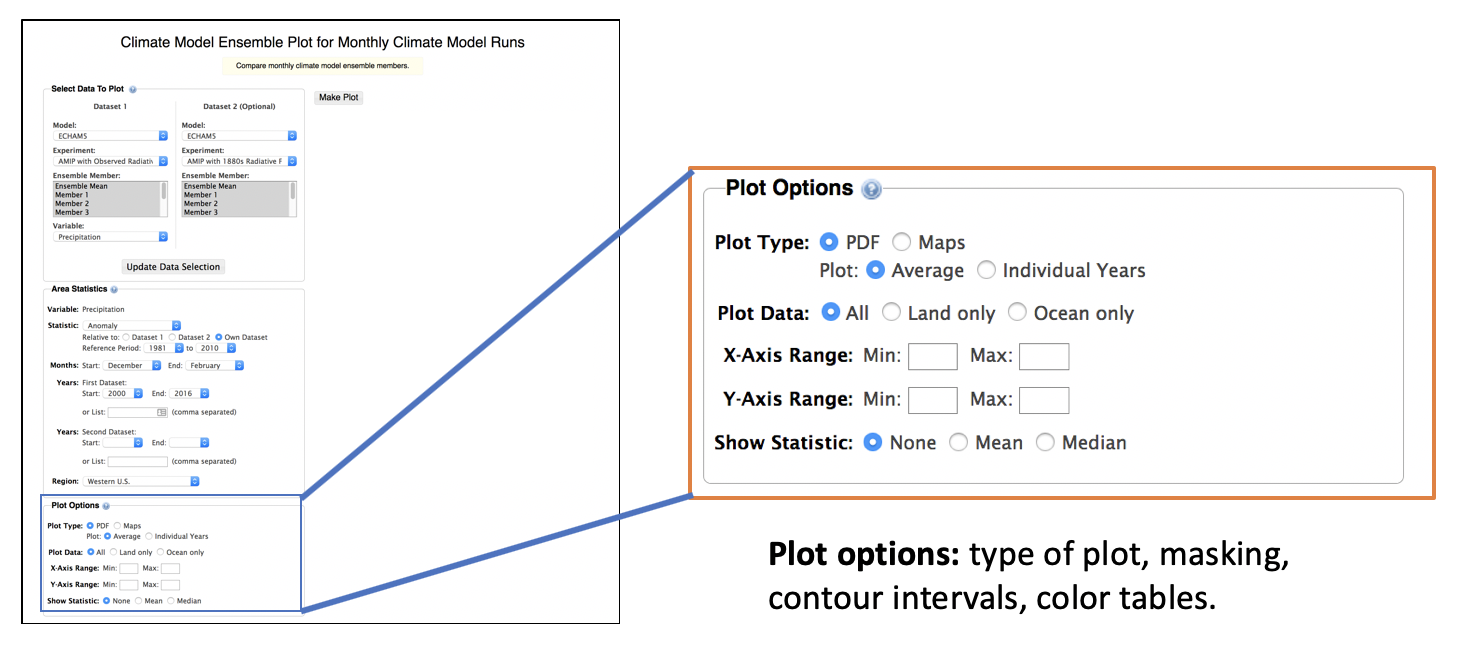 Climate Model Ensemble Plot for Monthly Climate Model Runs
Compare monthly climate model ensemble members.
Select Data To Plot ?
Make Plot
Dataset 1 Dataset 2 (Optional)
Model: Model:
ECHAM5 ECHAM5
Experiment: Experiment:
AMIP with Observed Radiativ AMIP with 1880s Radiative F
Ensemble Member: Ensemble Member:
Ensemble Mean Ensemble Mean
Member 1 Member 1
Member 2 Member 2
Member 3 Member 3
Variable:
Precipitation
Update Data Selection
Area Statistics ?
Variable: Precipitation
Statistic: Anomaly
Relative to: Dataset 1 Dataset 2 Own Dataset
Reference Period: 1981 to 2010
Months: Start: December End: February
Years: First Dataset:
Start: 2000 End: 2016
or List: (comma separated)
Years: Second Dataset:
Start: End:
or List: (comma separated)
Region: Western U.S.
Plot Options ?
Plot Type: PDF Maps
Plot: Average Individual Years
Plot Data: All Land only Ocean only
X-Axis Range: Min: Max:
Y-Axis Range: Min: Max:
Show Statistic: None Mean Median
Plot Options ?
Plot Type: PDF Maps
Plot: Average Individual Years
Plot Data: All Land only Ocean only
X-Axis Range: Min: Max:
Y-Axis Range: Min: Max:
Show Statistic: None Mean Median
Plot options: type of plot, masking,
contour intervals, color tables.